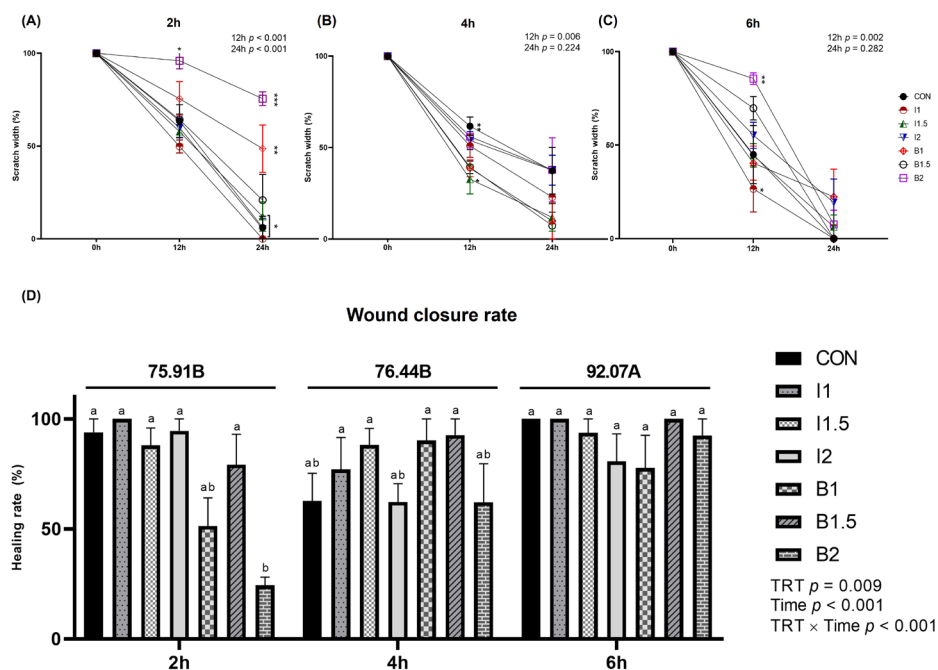 (A)
2h
12h p < 0.001
24h p < 0.001
*
***
**
*
Scratch width (%)
100
50
0
0h
12h
24h
(B)
4h
12h p = 0.006
24h p = 0.224
**
*
Scratch width (%)
100
50
0
0h
12h
24h
(C)
6h
12h p = 0.002
24h p = 0.282
**
*
Scratch width (%)
100
50
0
0h
12h
24h
CON
I1
I1.5
I2
B1
B1.5
B2
(D)
Wound closure rate
75.91B
76.44B
92.07A
a a a a ab a b
ab a a ab a a ab
a a a a a a a
Healing rate (%)
100
50
0
2h
4h
6h
CON
I1
I1.5
I2
B1
B1.5
B2
TRT p = 0.009
Time p < 0.001
TRT × Time p < 0.001